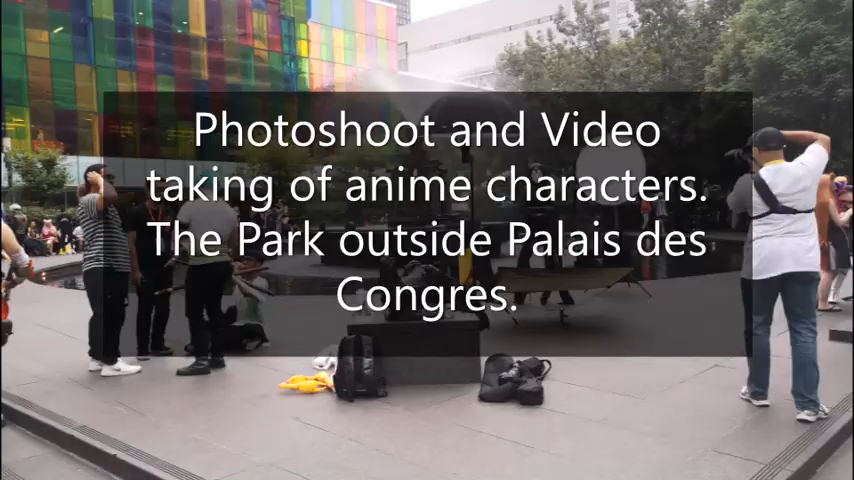 Photoshoot and Video
taking of anime characters.
The Park outside Palais des
Congres.